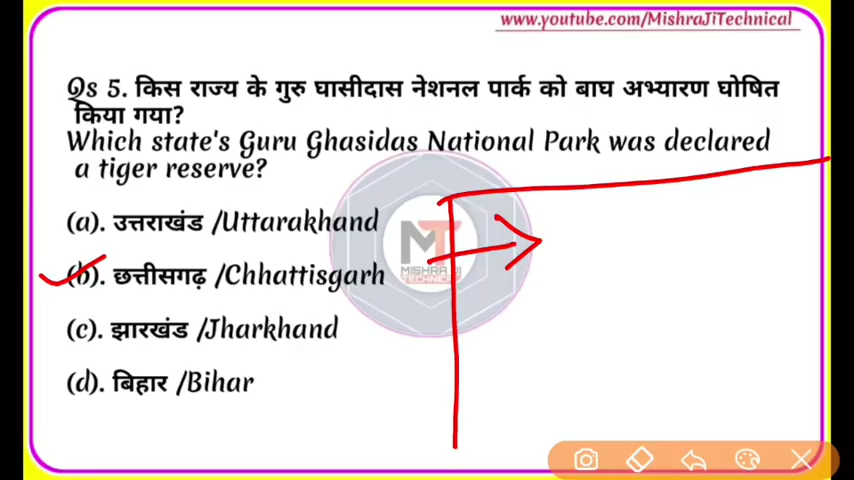 www.youtube.com/MishraJiTechnical
Qs 5. किस राज्य के गुरु घासीदास नेशनल पार्क को बाघ अभ्यारण घोषित
किया गया?
Which state's Guru Ghasidas National Park was declared
a tiger reserve?
(a). उत्तराखंड /Uttarakhand
(b). छत्तीसगढ़ /Chhattisgarh
(c). झारखंड /Jharkhand
(d). बिहार /Bihar
MT
MISHRA JI
TECHNICAL